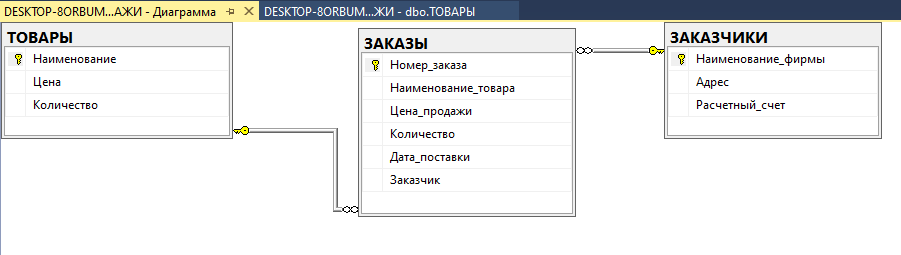 DESKTOP-8ORBUM...АЖИ - Диаграмма
DESKTOP-8ORBUM...ЖИ - dbo.ТОВАРЫ
ТОВАРЫ
Наименование
Цена
Количество
ЗАКАЗЫ
Номер_заказа
Наименование_товара
Цена_продажи
Количество
Дата_поставки
Заказчик
ЗАКАЗЧИКИ
Наименование_фирмы
Адрес
Расчетный_счет